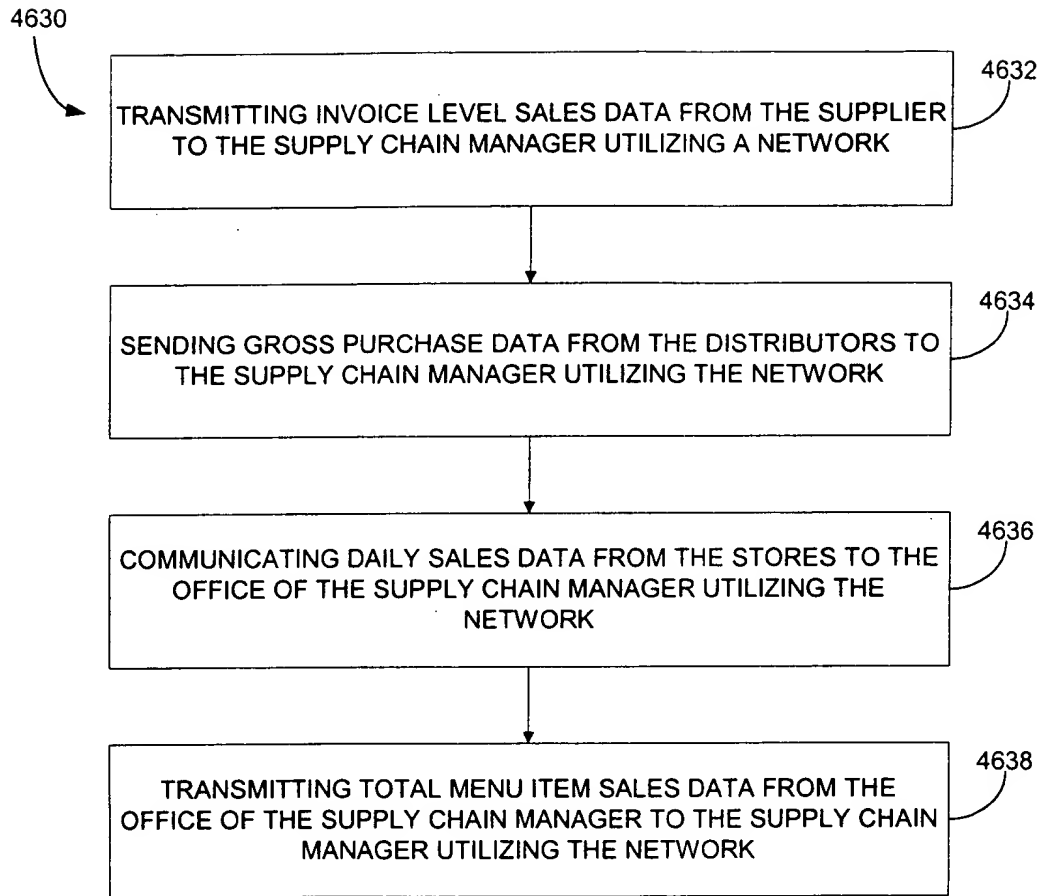 4630
4632
TRANSMITTING INVOICE LEVEL SALES DATA FROM THE SUPPLIER
TO THE SUPPLY CHAIN MANAGER UTILIZING A NETWORK
4634
SENDING GROSS PURCHASE DATA FROM THE DISTRIBUTORS TO
THE SUPPLY CHAIN MANAGER UTILIZING THE NETWORK
4636
COMMUNICATING DAILY SALES DATA FROM THE STORES TO THE
OFFICE OF THE SUPPLY CHAIN MANAGER UTILIZING THE
NETWORK
4638
TRANSMITTING TOTAL MENU ITEM SALES DATA FROM THE
OFFICE OF THE SUPPLY CHAIN MANAGER TO THE SUPPLY CHAIN
MANAGER UTILIZING THE NETWORK